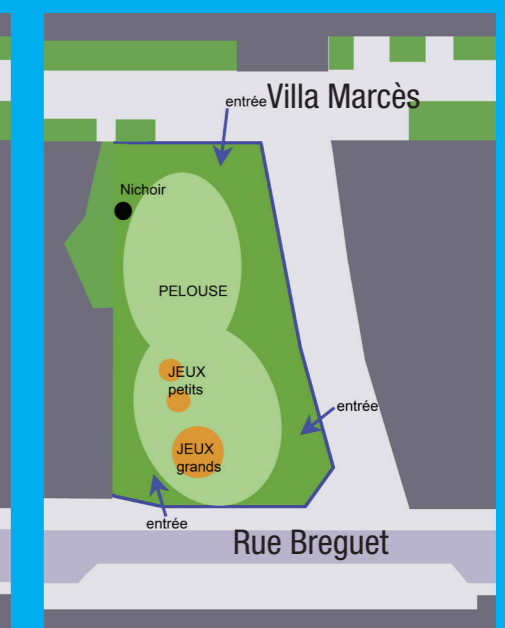 entrée
Villa Marcès
Nichoir
PELOUSE
JEUX
petits
entrée
JEUX
grands
entrée
Rue Breguet